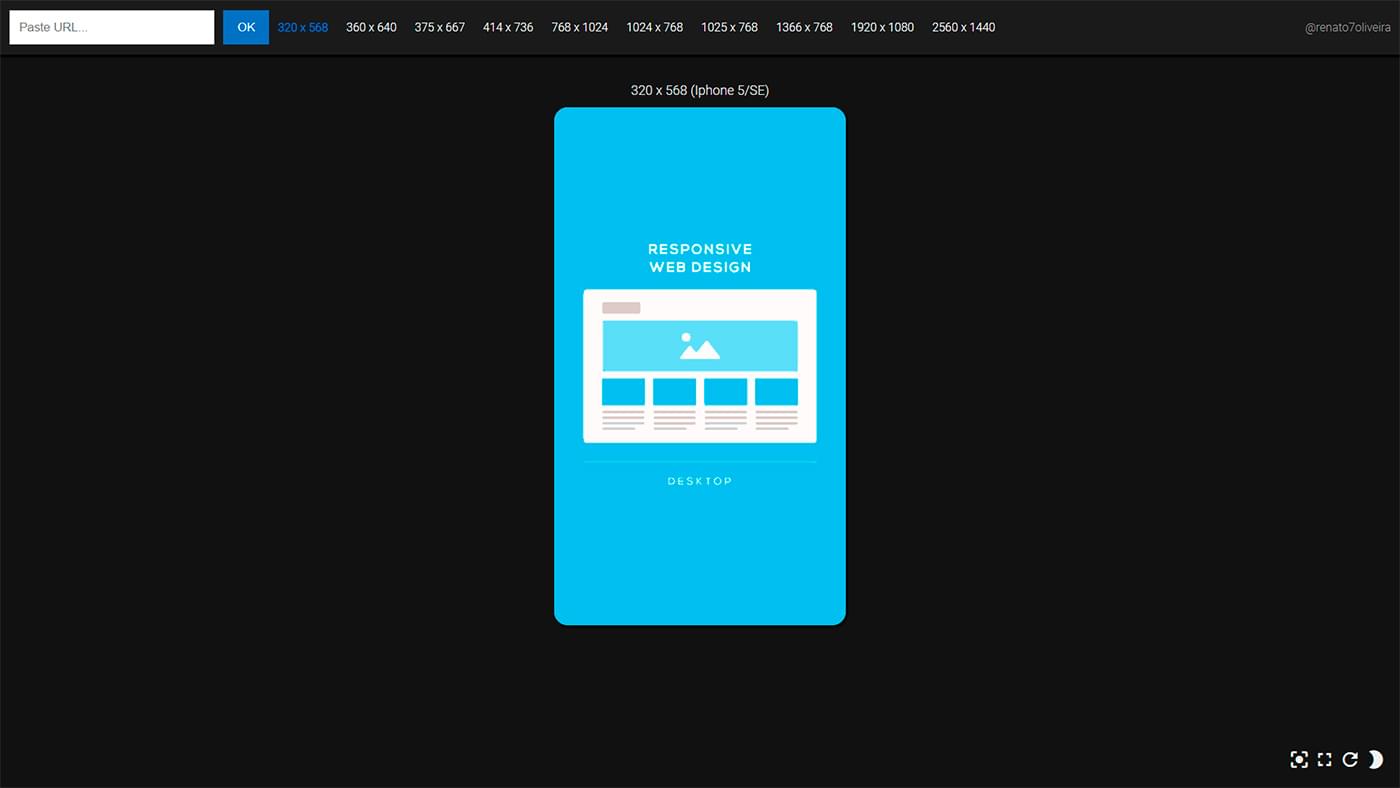 Paste URL... OK 320 x 568 360 x 640 375 x 667 414 x 736 768 x 1024 1024 x 768 1025 x 768 1366 x 768 1920 x 1080 2560 x 1440 @renato7oliveira
320 x 568 (Iphone 5/SE)
RESPONSIVE
WEB DESIGN
DESKTOP